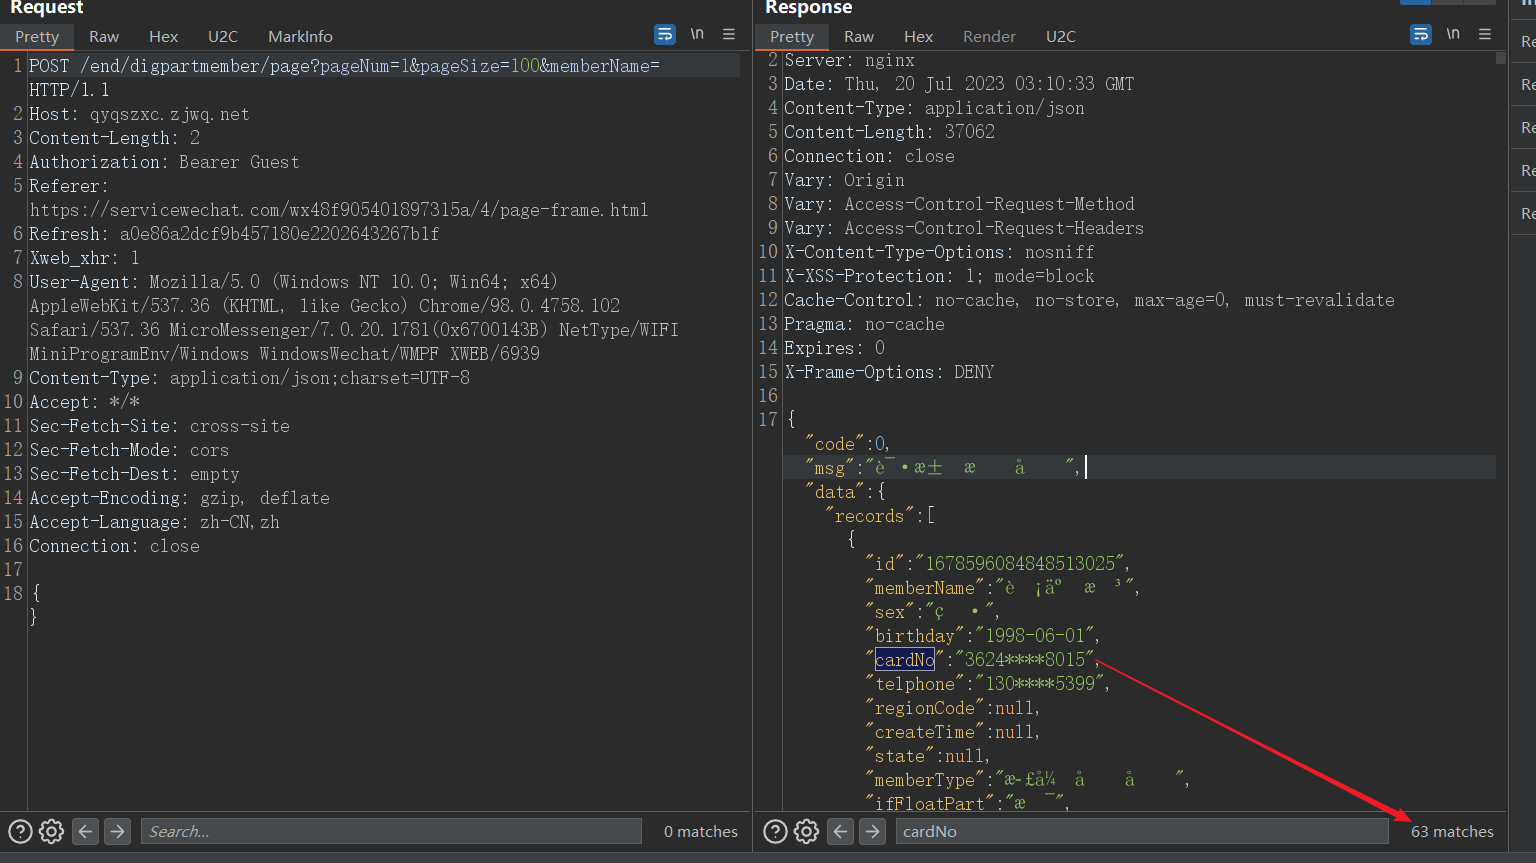 Request
Pretty Raw Hex U2C MarkInfo \n
1 POST /end/digpartmember/page?pageNum=1&pageSize=100&memberName=
HTTP/1.1
2 Host: qyqszxc.zjwq.net
3 Content-Length: 2
4 Authorization: Bearer Guest
5 Referer:
https://servicewechat.com/wx48f905401897315a/4/page-frame.html
6 Refresh: a0e86a2dcf9b457180e2202643267b1f
7 Xweb_xhr: 1
8 User-Agent: Mozilla/5.0 (Windows NT 10.0; Win64; x64)
AppleWebKit/537.36 (KHTML, like Gecko) Chrome/98.0.4758.102
Safari/537.36 MicroMessenger/7.0.20.1781(0x6700143B) NetType/WIFI
MiniProgramEnv/Windows WindowsWechat/WMPF XWEB/6939
9 Content-Type: application/json;charset=UTF-8
10 Accept: */*
11 Sec-Fetch-Site: cross-site
12 Sec-Fetch-Mode: cors
13 Sec-Fetch-Dest: empty
14 Accept-Encoding: gzip, deflate
15 Accept-Language: zh-CN,zh
16 Connection: close
17
18 {
}
Search...
0 matches
Response
Pretty Raw Hex Render U2C \n
2 Server: nginx
3 Date: Thu, 20 Jul 2023 03:10:33 GMT
4 Content-Type: application/json
5 Content-Length: 37062
6 Connection: close
7 Vary: Origin
8 Vary: Access-Control-Request-Method
9 Vary: Access-Control-Request-Headers
10 X-Content-Type-Options: nosniff
11 X-XSS-Protection: 1; mode=block
12 Cache-Control: no-cache, no-store, max-age=0, must-revalidate
13 Pragma: no-cache
14 Expires: 0
15 X-Frame-Options: DENY
16
17 {
"code":0,
"msg":"è¯·æ± æ å ",
"data":{
"records":[
{
"id":"1678596084848513025",
"memberName":"è ¡äº æ ³",
"sex":"ç ·",
"birthday":"1998-06-01",
"cardNo":"3624****8015",
"telphone":"130****5399",
"regionCode":null,
"createTime":null,
"state":null,
"memberType":"æ­£å¼ å å ",
"ifFloatPart":"æ ¯",
cardNo
63 matches
Re
Re
Re
Re
Re